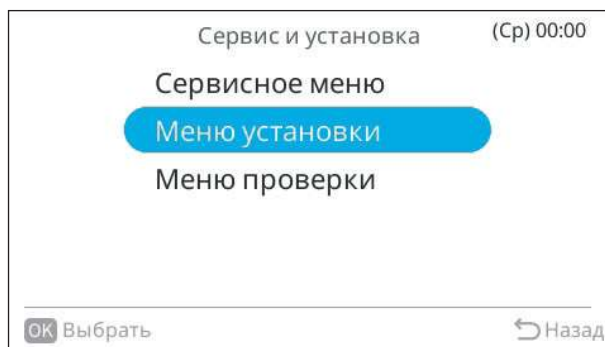 Сервис и установка (Ср) 00:00
Сервисное меню
Меню установки
Меню проверки
OK Выбрать Назад